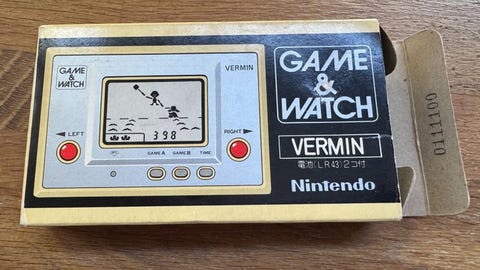 GAME
&
WATCH
VERMIN
◀ LEFT
RIGHT ▶
398
GAME A GAME B TIME
GAME
&
WATCH
VERMIN
電池(LR43)2コ付
Nintendo
0111100